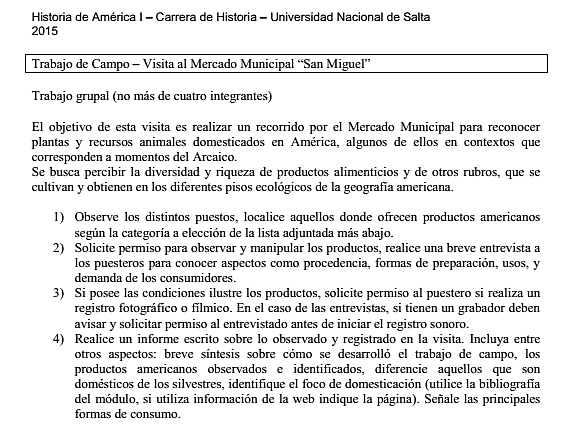 Historia de América I – Carrera de Historia – Universidad Nacional de Salta
2015
Trabajo de Campo – Visita al Mercado Municipal “San Miguel”
Trabajo grupal (no más de cuatro integrantes)
El objetivo de esta visita es realizar un recorrido por el Mercado Municipal para reconocer
plantas y recursos animales domesticados en América, algunos de ellos en contextos que
corresponden a momentos del Arcaico.
Se busca percibir la diversidad y riqueza de productos alimenticios y de otros rubros, que se
cultivan y obtienen en los diferentes pisos ecológicos de la geografía americana.
1) Observe los distintos puestos, localice aquellos donde ofrecen productos americanos
según la categoría a elección de la lista adjuntada más abajo.
2) Solicite permiso para observar y manipular los productos, realice una breve entrevista a
los puesteros para conocer aspectos como procedencia, formas de preparación, usos, y
demanda de los consumidores.
3) Si posee las condiciones ilustre los productos, solicite permiso al puestero si realiza un
registro fotográfico o fílmico. En el caso de las entrevistas, si tienen un grabador deben
avisar y solicitar permiso al entrevistado antes de iniciar el registro sonoro.
4) Realice un informe escrito sobre lo observado y registrado en la visita. Incluya entre
otros aspectos: breve síntesis sobre cómo se desarrolló el trabajo de campo, los
productos americanos observados e identificados, diferencie aquellos que son
domésticos de los silvestres, identifique el foco de domesticación (utilice la bibliografía
del módulo, si utiliza información de la web indique la página). Señale las principales
formas de consumo.